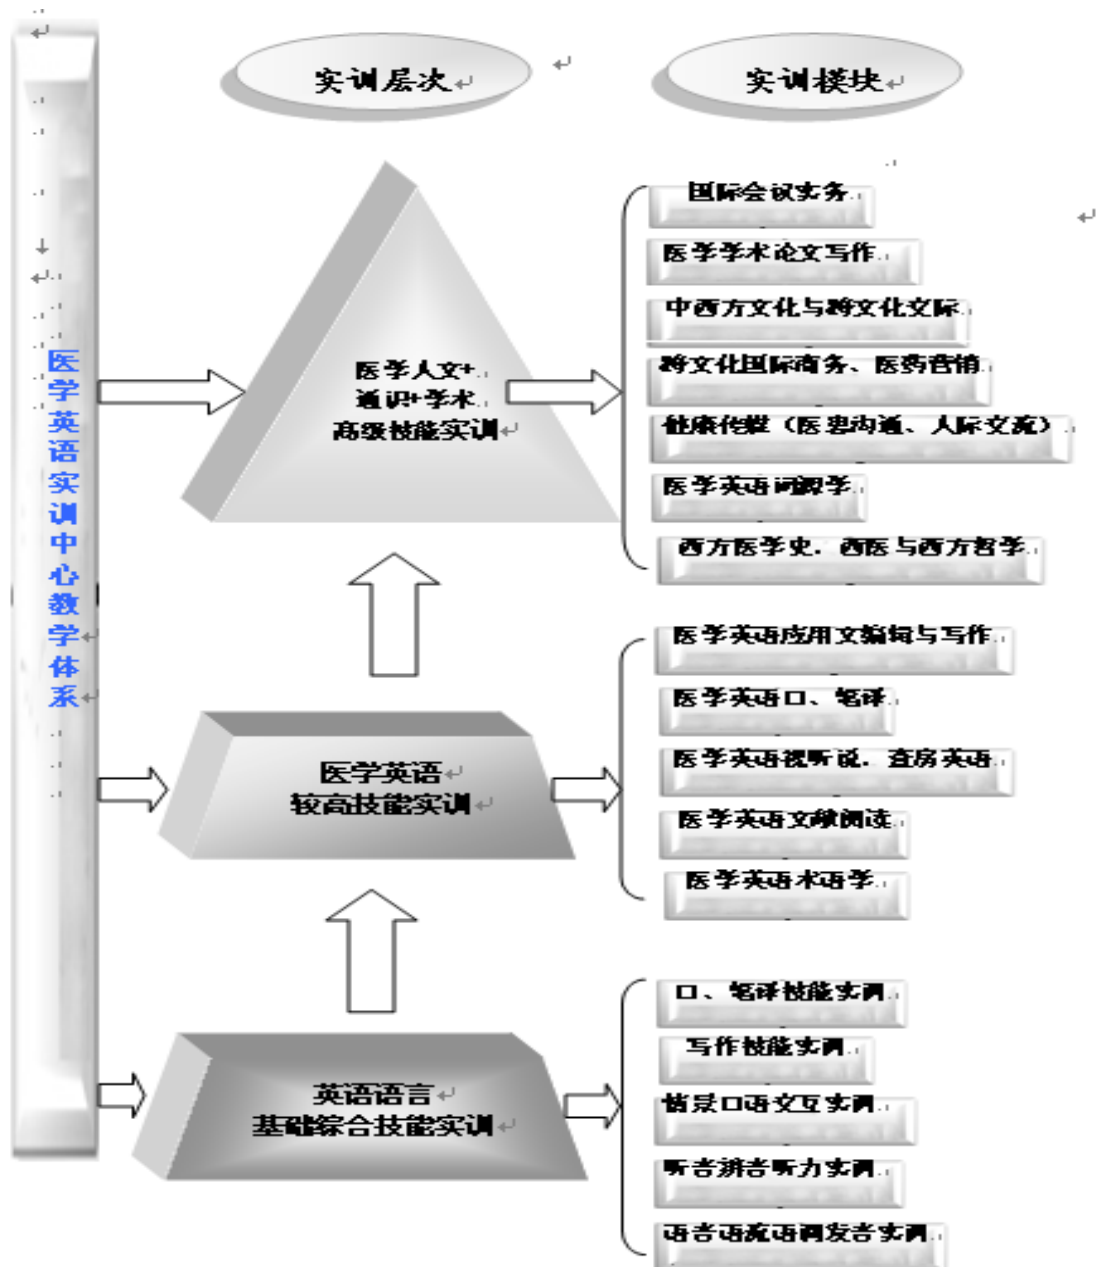 实训层次
实训模块
医学英语实训中心教学体系
医学人文+
通识+学术
高级技能实训
国际会议实务
医学学术论文写作
中西方文化与跨文化交际
跨文化国际商务、医药营销
健康传媒（医患沟通、人际交流）
医学英语词源学
西方医学史，西医与西方哲学
医学英语
较高技能实训
医学英语应用文编辑与写作
医学英语口、笔译
医学英语视听说，查房英语
医学英语文献阅读
医学英语术语学
英语语言
基础综合技能实训
口、笔译技能实训
写作技能实训
情景口语交互实训
听音辨音听力实训
语音语流语调发音实训